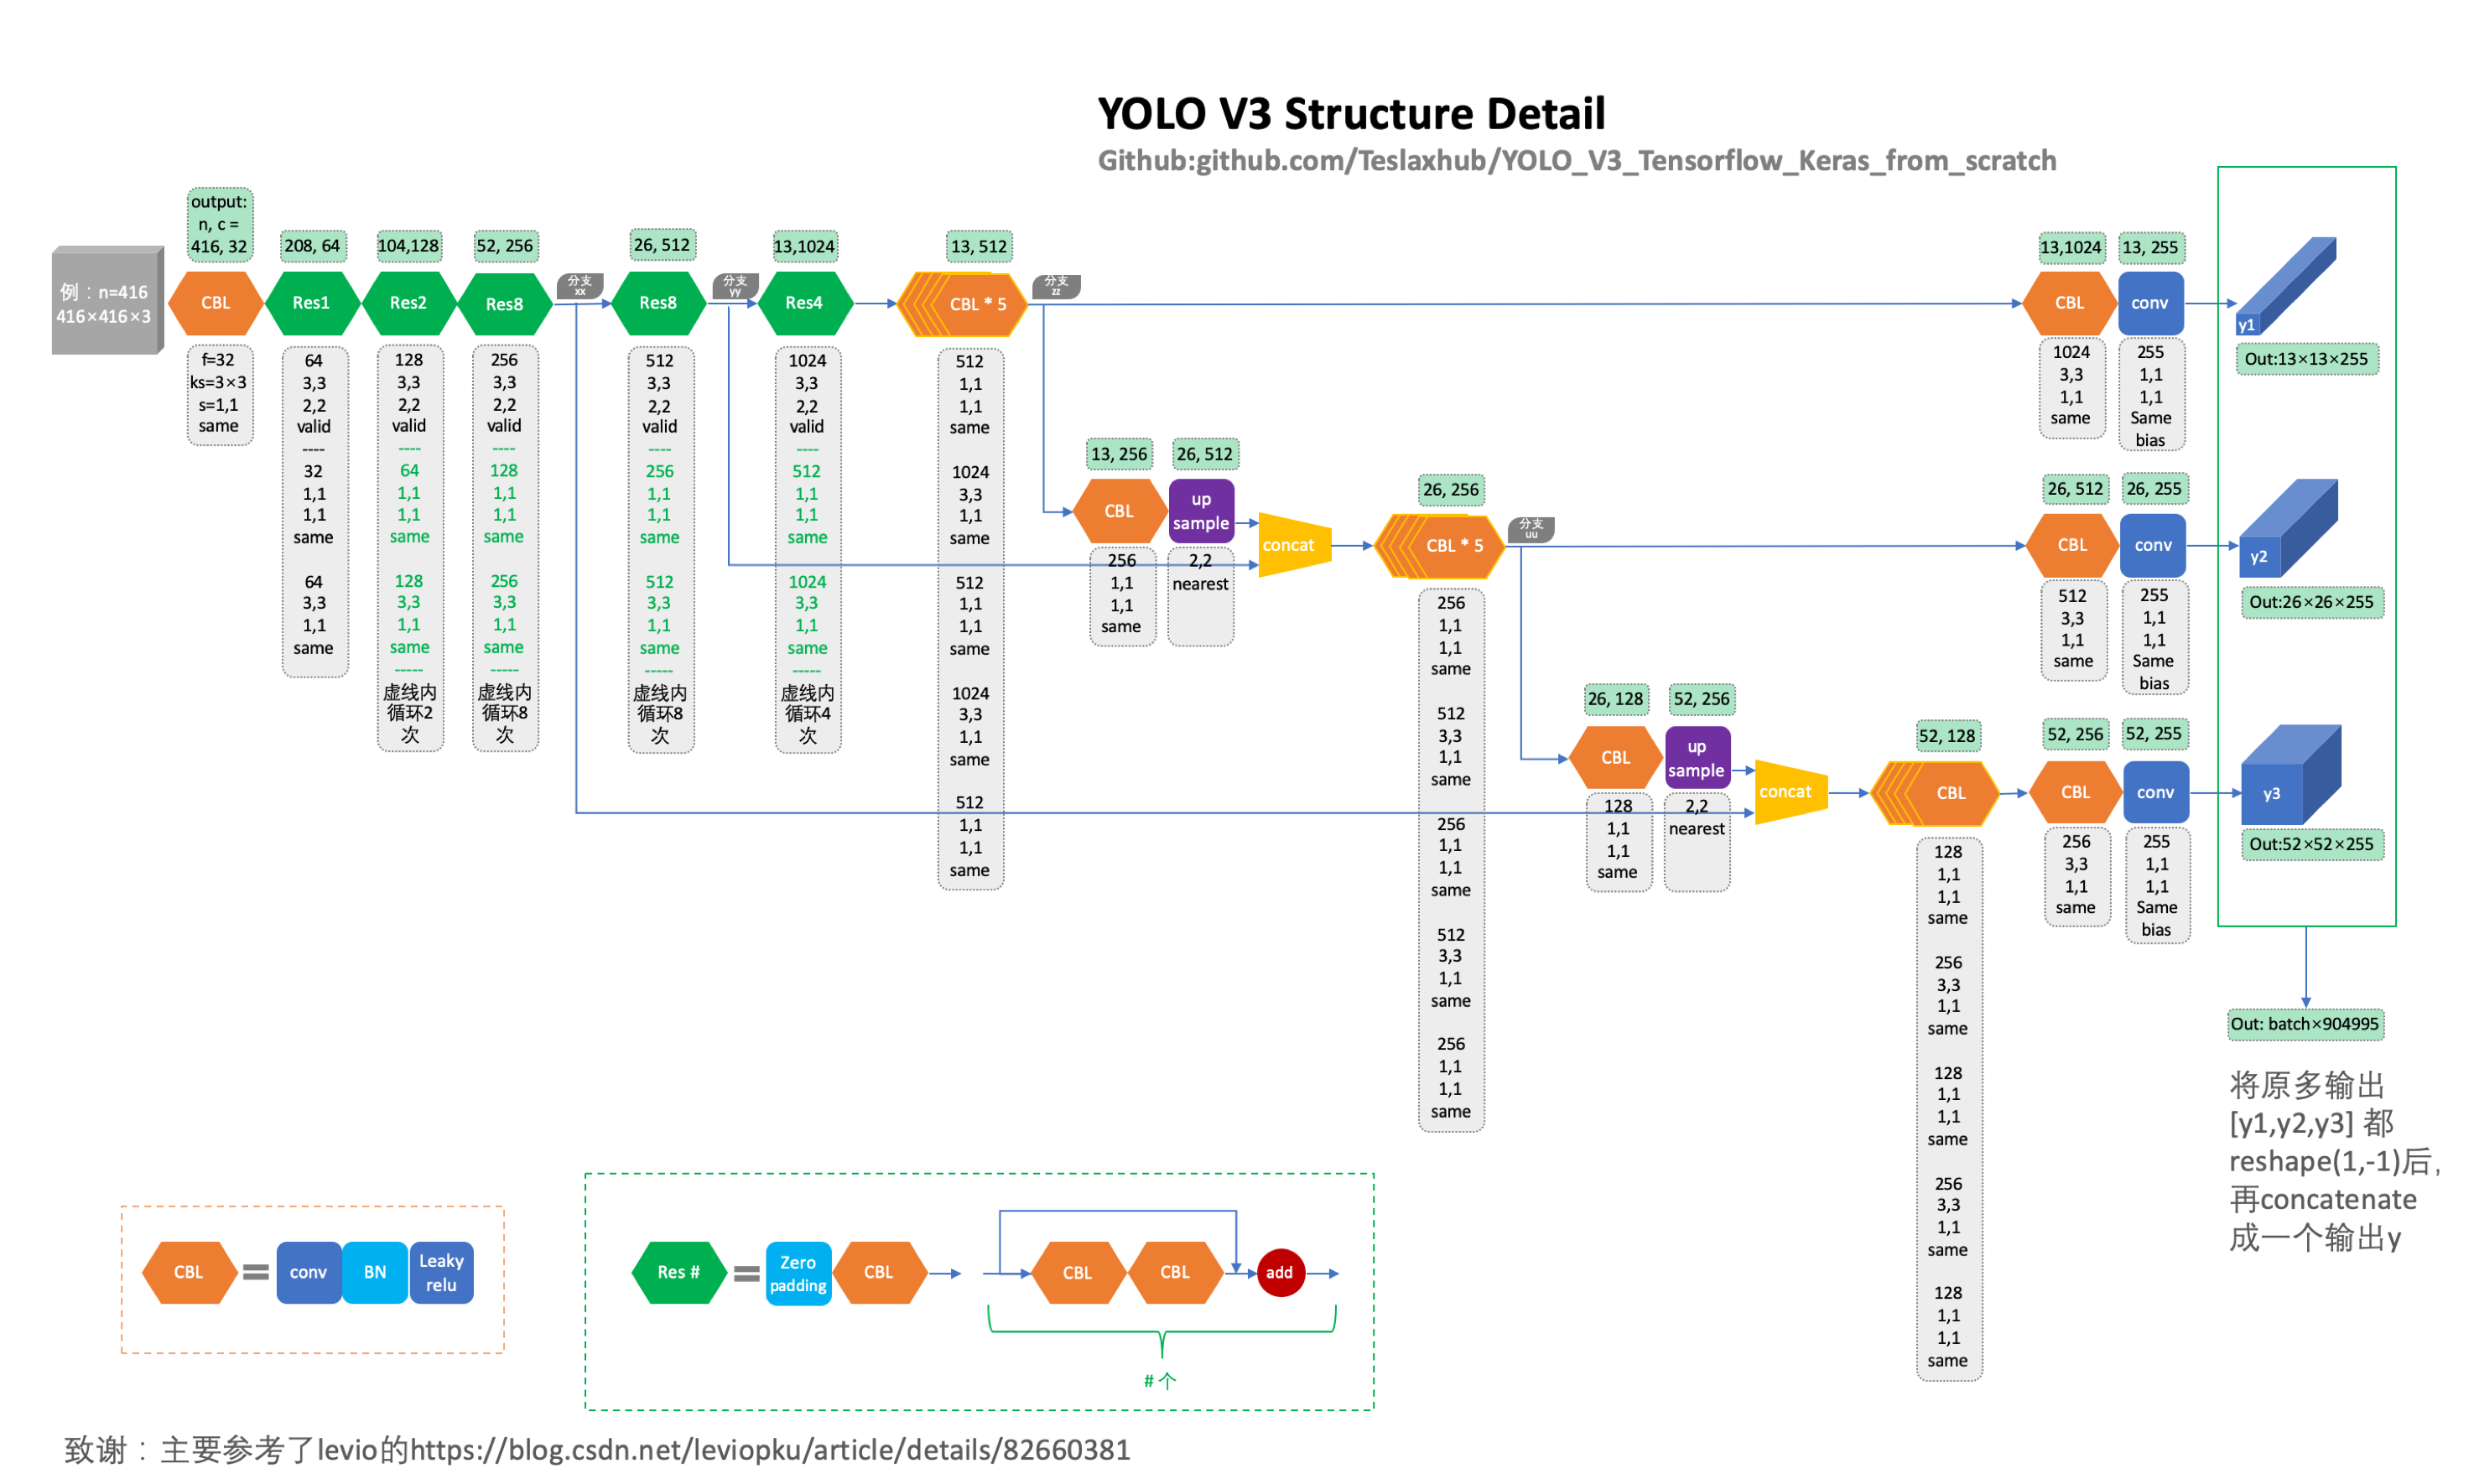 YOLO V3 Structure Detail
Github:github.com/Teslaxhub/YOLO_V3_Tensorflow_Keras_from_scratch
例：n=416
416×416×3
output:
n, c =
416, 32
CBL
f=32
ks=3×3
s=1,1
same
208, 64
Res1
64
3,3
2,2
valid
----
32
1,1
1,1
same
64
3,3
1,1
same
104,128
Res2
128
3,3
2,2
valid
----
64
1,1
1,1
same
128
3,3
1,1
same
-----
虚线内
循环2
次
52, 256
Res8
256
3,3
2,2
valid
----
128
1,1
1,1
same
256
3,3
1,1
same
-----
虚线内
循环8
次
分支
xx
26, 512
Res8
512
3,3
2,2
valid
----
256
1,1
1,1
same
512
3,3
1,1
same
-----
虚线内
循环8
次
分支
yy
13,1024
Res4
1024
3,3
2,2
valid
----
512
1,1
1,1
same
1024
3,3
1,1
same
-----
虚线内
循环4
次
13, 512
CBL * 5
512
1,1
1,1
same
1024
3,3
1,1
same
512
1,1
1,1
same
1024
3,3
1,1
same
512
1,1
1,1
same
分支
zz
13,1024
CBL
1024
3,3
1,1
same
13, 255
conv
255
1,1
1,1
Same
bias
y1
Out:13×13×255
13, 256
CBL
256
1,1
1,1
same
26, 512
up
sample
2,2
nearest
concat
26, 256
CBL * 5
256
1,1
1,1
same
512
3,3
1,1
same
256
1,1
1,1
same
512
3,3
1,1
same
256
1,1
1,1
same
分支
uu
26, 512
CBL
512
3,3
1,1
same
26, 255
conv
255
1,1
1,1
Same
bias
y2
Out:26×26×255
26, 128
CBL
128
1,1
1,1
same
52, 256
up
sample
2,2
nearest
concat
52, 128
CBL
128
1,1
1,1
same
256
3,3
1,1
same
128
1,1
1,1
same
256
3,3
1,1
same
128
1,1
1,1
same
52, 256
CBL
256
3,3
1,1
same
52, 255
conv
255
1,1
1,1
Same
bias
y3
Out:52×52×255
Out: batch×904995
将原多输出
[y1,y2,y3] 都
reshape(1,-1)后,
再concatenate
成一个输出y
CBL
=
conv
BN
Leaky
relu
Res #
=
Zero
padding
CBL
CBL
CBL
add
# 个
致谢：主要参考了levio的https://blog.csdn.net/leviopku/article/details/82660381